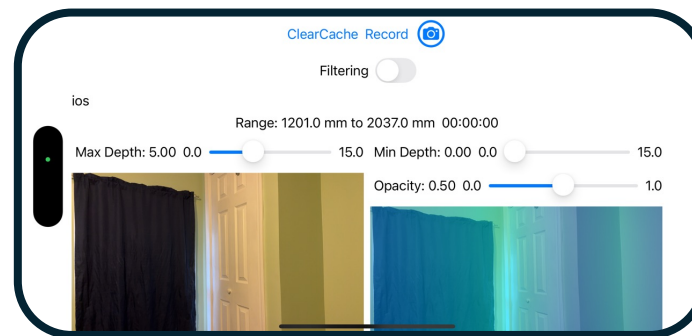 ClearCache Record
Filtering
ios
Range: 1201.0 mm to 2037.0 mm 00:00:00
Max Depth: 5.00 0.0 15.0 Min Depth: 0.00 0.0 15.0
Opacity: 0.50 0.0 1.0